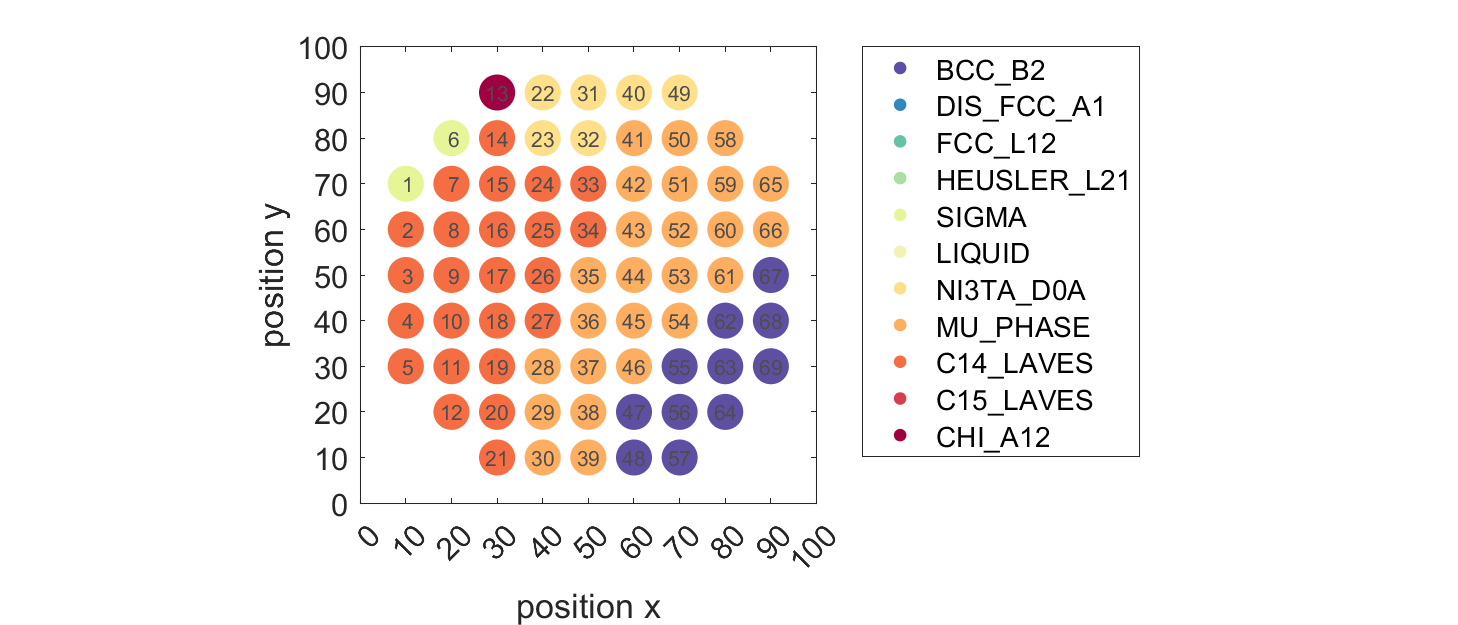 100
90 13 22 31 40 49
80 6 14 23 32 41 50 58
70 1 7 15 24 33 42 51 59 65
60 2 8 16 25 34 43 52 60 66
50 3 9 17 26 35 44 53 61 67
40 4 10 18 27 36 45 54 62 68
30 5 11 19 28 37 46 55 63 69
20 12 20 29 38 47 56 64
10 21 30 39 48 57
0
0 10 20 30 40 50 60 70 80 90 100
position x
position y
BCC_B2
DIS_FCC_A1
FCC_L12
HEUSLER_L21
SIGMA
LIQUID
NI3TA_D0A
MU_PHASE
C14_LAVES
C15_LAVES
CHI_A12